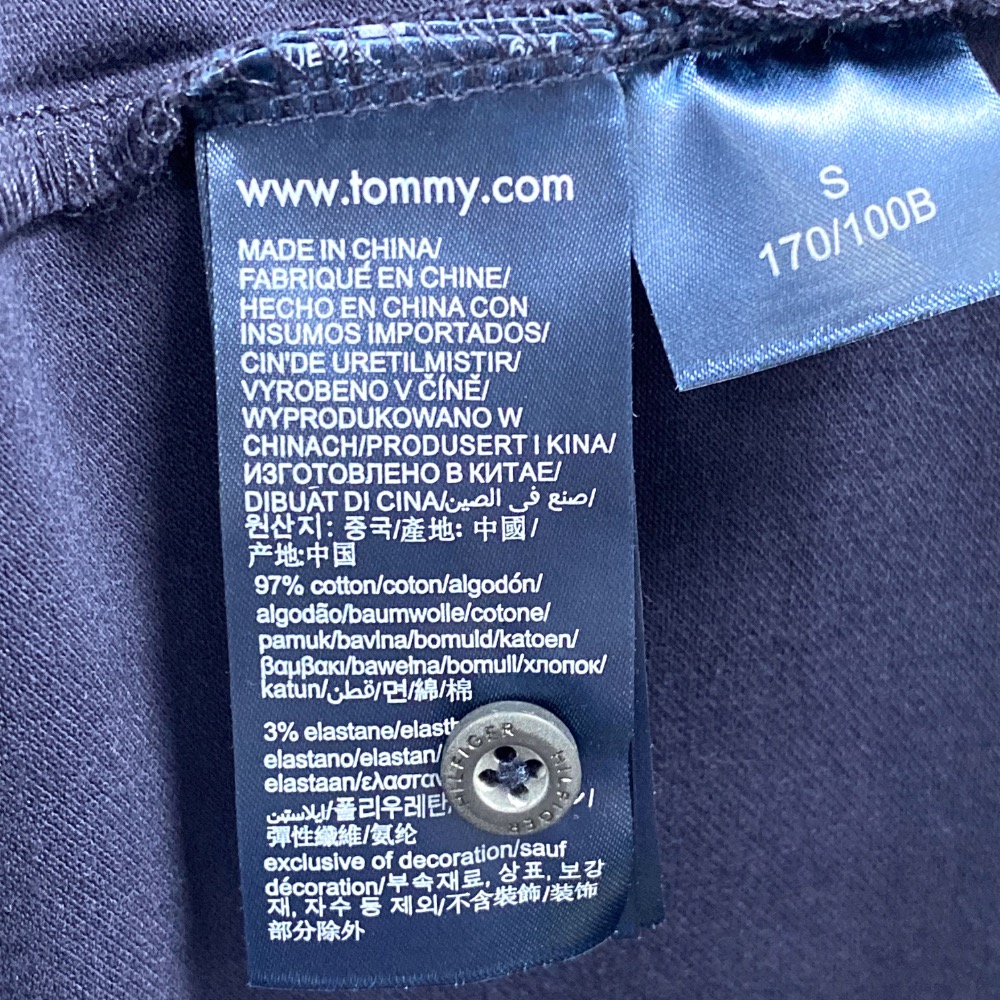 www.tommy.com
MADE IN CHINA/
FABRIQUÉ EN CHINE/
HECHO EN CHINA CON
INSUMOS IMPORTADOS/
CIN'DE URETILMISTIR/
VYROBENO V ČÍNĚ/
WYPRODUKOWANO W
CHINACH/PRODUSERT I KINA/
ИЗГОТОВЛЕНО В КИТАЕ/
DIBUAT DI CINA/صنع في الصين/
원산지: 중국/產地: 中國/
产地:中国
97% cotton/coton/algodón/
algodão/baumwolle/cotone/
pamuk/bavlna/bomuld/katoen/
βαμβακι/bawełna/bomull/хлопок/
katun/قطن/면/綿/棉
3% elastane/
elastano/elastan/
elastaan/
ايلاستين/폴리우레탄
彈性纖維/氨纶
exclusive of decoration/sauf
décoration/부속재료, 상표, 보강
재, 자수 등 제외/不含裝飾/装饰
部分除外
S
170/100B
HILFIGER HILFIGER